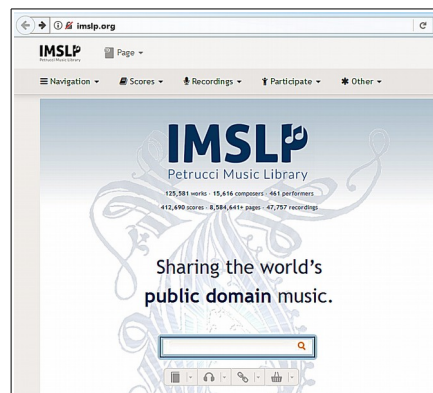 imslp.org
IMSLP Page
Petrucci Music Library
Navigation Scores Recordings Participate Other
IMSLP
Petrucci Music Library
125,581 works · 15,616 composers · 461 performers
412,690 scores · 8,584,641+ pages · 47,757 recordings
Sharing the world's
public domain music.